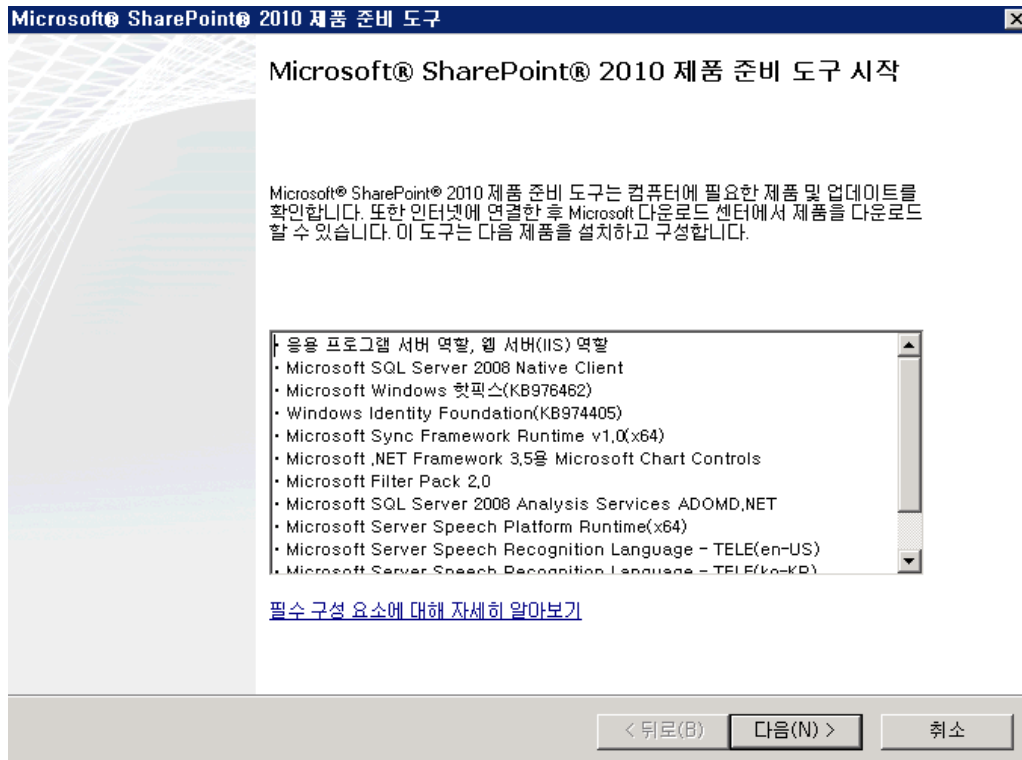 Microsoft® SharePoint® 2010 제품 준비 도구
Microsoft® SharePoint® 2010 제품 준비 도구 시작
Microsoft® SharePoint® 2010 제품 준비 도구는 컴퓨터에 필요한 제품 및 업데이트를
확인합니다. 또한 인터넷에 연결한 후 Microsoft 다운로드 센터에서 제품을 다운로드
할 수 있습니다. 이 도구는 다음 제품을 설치하고 구성합니다.
• 응용 프로그램 서버 역할, 웹 서버(IIS) 역할
• Microsoft SQL Server 2008 Native Client
• Microsoft Windows 핫픽스(KB976462)
• Windows Identity Foundation(KB974405)
• Microsoft Sync Framework Runtime v1.0(x64)
• Microsoft .NET Framework 3.5용 Microsoft Chart Controls
• Microsoft Filter Pack 2.0
• Microsoft SQL Server 2008 Analysis Services ADOMD.NET
• Microsoft Server Speech Platform Runtime(x64)
• Microsoft Server Speech Recognition Language - TELE(en-US)
• Microsoft Server Speech Recognition Language - TELE(ko-KR)
필수 구성 요소에 대해 자세히 알아보기
< 뒤로(B)
다음(N) >
취소